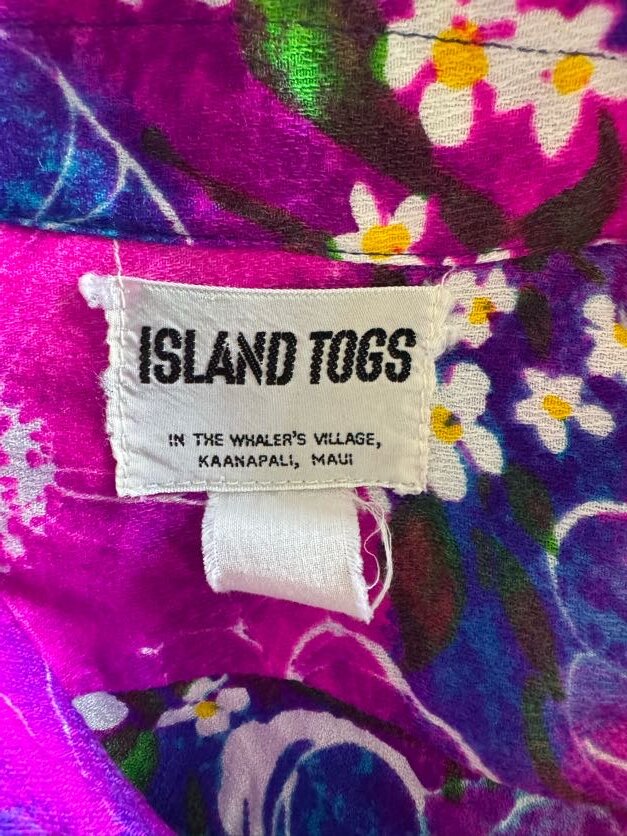 ISLAND TOGS
IN THE WHALER'S VILLAGE,
KAANAPALI, MAUI